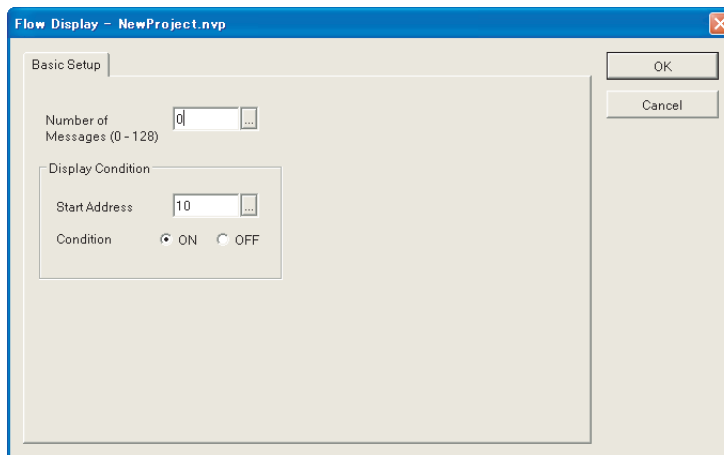 Flow Display - NewProject.nvp
Basic Setup
OK
Cancel
Number of
Messages (0 - 128)
0
...
Display Condition
Start Address
10
...
Condition
ON
OFF